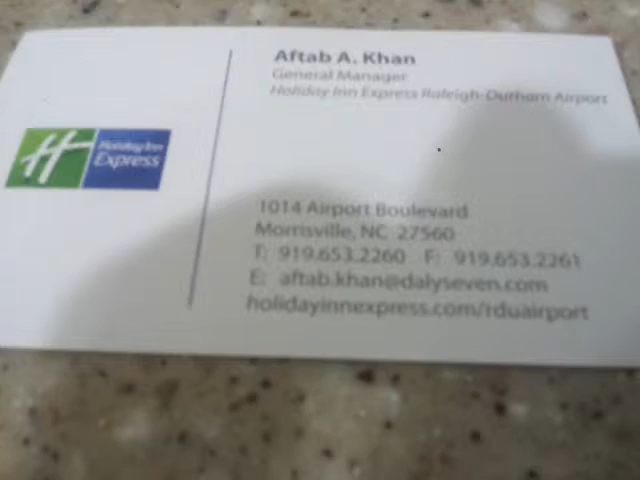 Aftab A. Khan
General Manager
Holiday Inn Express Raleigh-Durham Airport
Holiday Inn
Express
1014 Airport Boulevard
Morrisville, NC 27560
T: 919.653.2260 F: 919.653.2261
E: aftab.khan@dalyseven.com
holidayinnexpress.com/rduairport